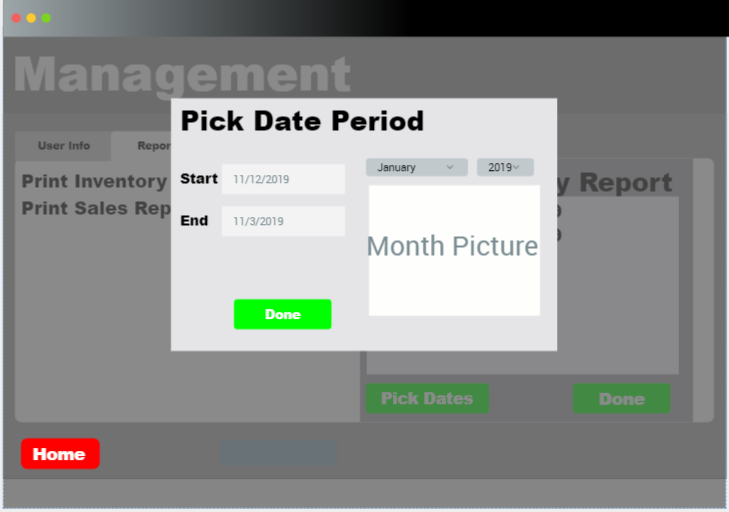 Management
Pick Date Period
User Info
Repor
January
2019
Print Inventory
Start
11/12/2019
y Report
Print Sales Rep
End
11/3/2019
Month Picture
Done
Pick Dates
Done
Home